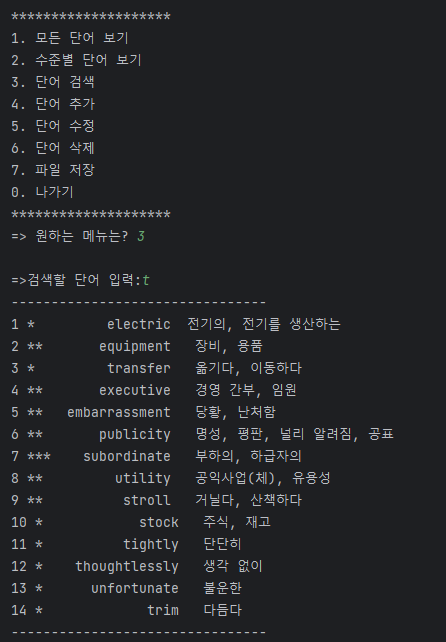 ********************
1. 모든 단어 보기
2. 수준별 단어 보기
3. 단어 검색
4. 단어 추가
5. 단어 수정
6. 단어 삭제
7. 파일 저장
0. 나가기
********************
=> 원하는 메뉴는? 3
=>검색할 단어 입력:t
--------------------------------
1 * electric 전기의, 전기를 생산하는
2 ** equipment 장비, 용품
3 * transfer 옮기다, 이동하다
4 ** executive 경영 간부, 임원
5 ** embarrassment 당황, 난처함
6 ** publicity 명성, 평판, 널리 알려짐, 공표
7 *** subordinate 부하의, 하급자의
8 ** utility 공익사업(체), 유용성
9 ** stroll 거닐다, 산책하다
10 * stock 주식, 재고
11 * tightly 단단히
12 * thoughtlessly 생각 없이
13 * unfortunate 불운한
14 * trim 다듬다
--------------------------------